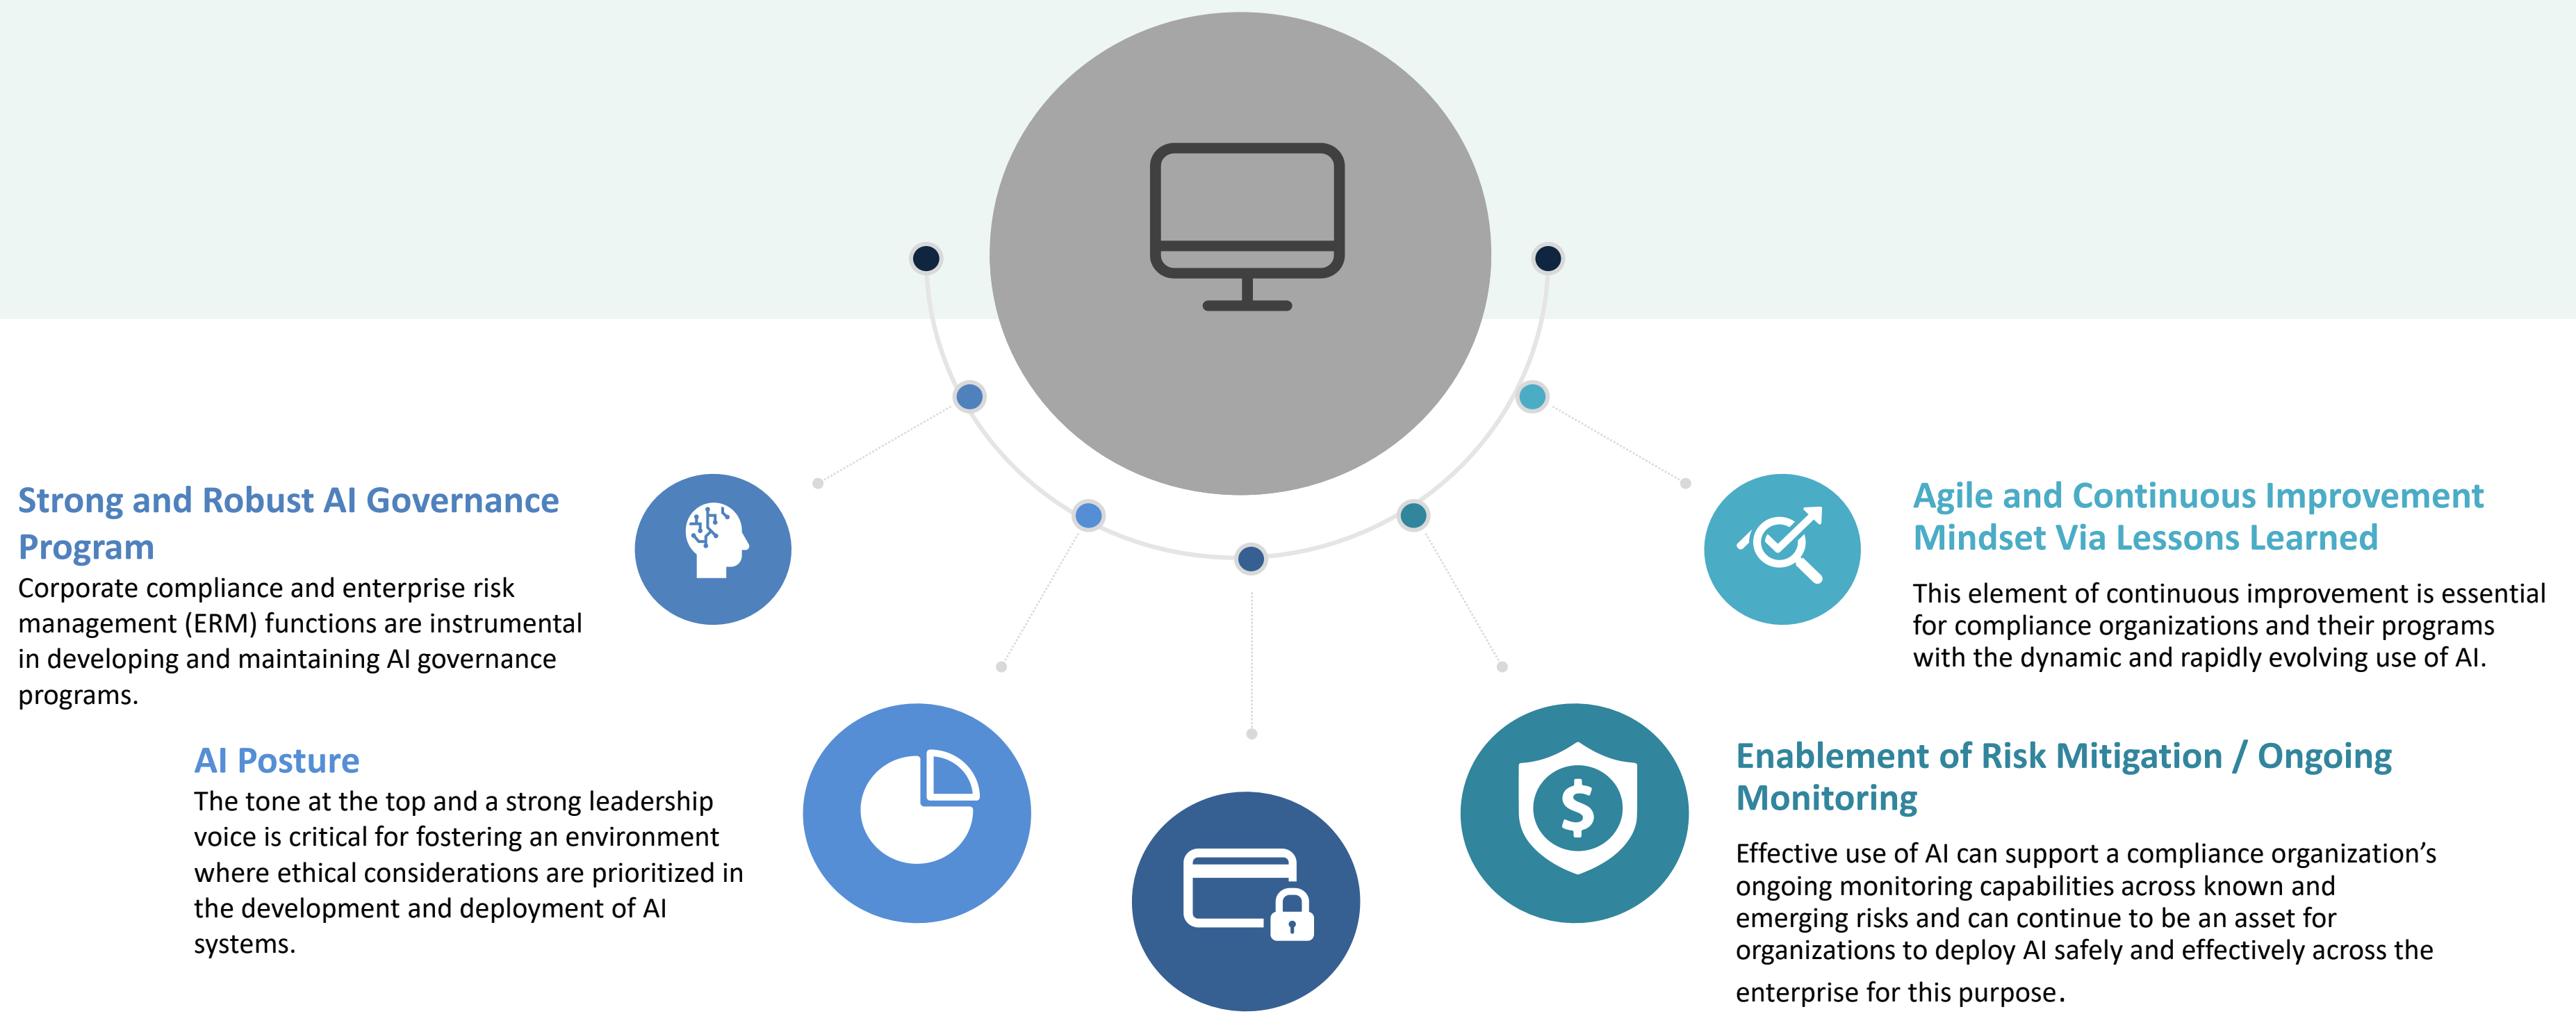 Strong and Robust AI Governance
Program
Corporate compliance and enterprise risk
management (ERM) functions are instrumental
in developing and maintaining AI governance
programs.
AI Posture
The tone at the top and a strong leadership
voice is critical for fostering an environment
where ethical considerations are prioritized in
the development and deployment of AI
systems.
$
Agile and Continuous Improvement
Mindset Via Lessons Learned
This element of continuous improvement is essential
for compliance organizations and their programs
with the dynamic and rapidly evolving use of AI.
Enablement of Risk Mitigation / Ongoing
Monitoring
Effective use of AI can support a compliance organization’s
ongoing monitoring capabilities across known and
emerging risks and can continue to be an asset for
organizations to deploy AI safely and effectively across the
enterprise for this purpose.